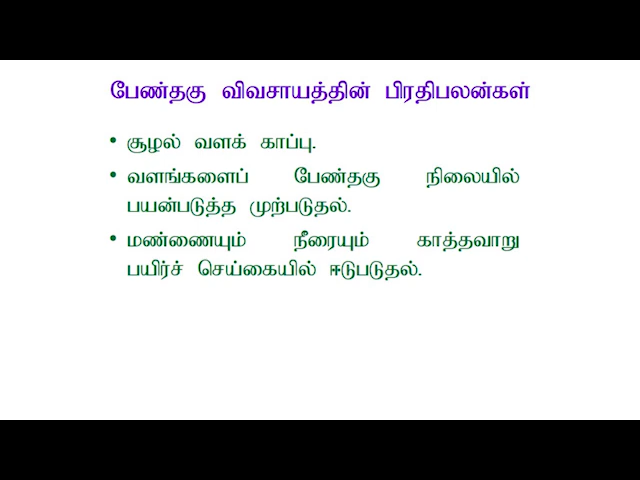 பேண்தகு விவசாயத்தின் பிரதிபலன்கள்
• சூழல் வளக் காப்பு.
• வளங்களைப் பேண்தகு நிலையில்
பயன்படுத்த முற்படுதல்.
• மண்ணையும் நீரையும் காத்தவாறு
பயிர்ச் செய்கையில் ஈடுபடுதல்.